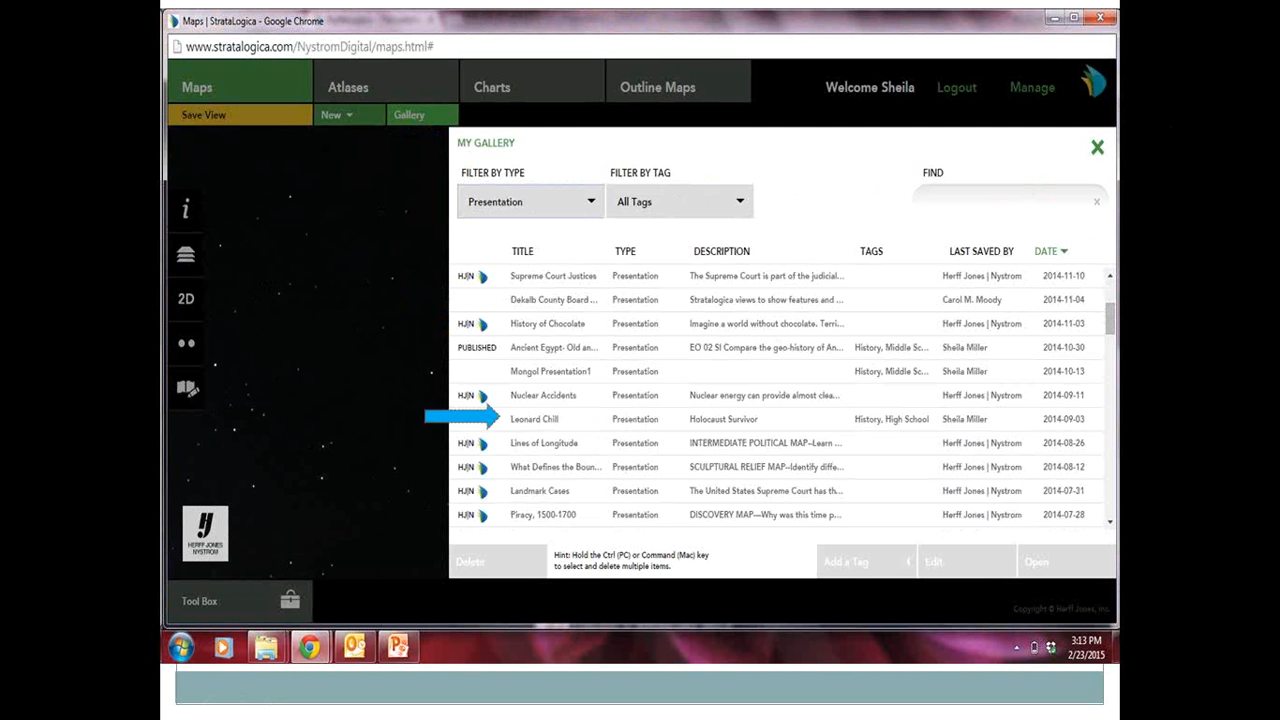 Maps | StrataLogica - Google Chrome
www.stratalogica.com/NystromDigital/maps.html#
Maps Atlases Charts Outline Maps Welcome Sheila Logout Manage
Save View New Gallery
MY GALLERY
FILTER BY TYPE FILTER BY TAG FIND
Presentation All Tags x
TITLE TYPE DESCRIPTION TAGS LAST SAVED BY DATE
HJ|N Supreme Court Justices Presentation The Supreme Court is part of the judicial... Herff Jones | Nystrom 2014-11-10
Dekalb County Board ... Presentation Stratalogica views to show features and ... Carol M. Moody 2014-11-04
HJ|N History of Chocolate Presentation Imagine a world without chocolate. Terri... Herff Jones | Nystrom 2014-11-03
PUBLISHED Ancient Egypt- Old an... Presentation EO 02 SI Compare the geo-history of An... History, Middle Sc... Sheila Miller 2014-10-30
Mongol Presentation1 Presentation History, Middle Sc... Sheila Miller 2014-10-13
HJ|N Nuclear Accidents Presentation Nuclear energy can provide almost clea... Herff Jones | Nystrom 2014-09-11
Leonard Chill Presentation Holocaust Survivor History, High School Sheila Miller 2014-09-03
HJ|N Lines of Longitude Presentation INTERMEDIATE POLITICAL MAP–Learn ... Herff Jones | Nystrom 2014-08-26
HJ|N What Defines the Boun... Presentation SCULPTURAL RELIEF MAP–Identify diffe... Herff Jones | Nystrom 2014-08-12
HJ|N Landmark Cases Presentation The United States Supreme Court has th... Herff Jones | Nystrom 2014-07-31
HJ|N Piracy, 1500-1700 Presentation DISCOVERY MAP—Why was this time p... Herff Jones | Nystrom 2014-07-28
i
2D
HJ
HERFF JONES
NYSTROM
Delete Hint: Hold the Ctrl (PC) or Command (Mac) key Add a Tag Edit Open
to select and delete multiple items.
Tool Box
Copyright © Herff Jones, Inc.
3:13 PM
2/23/2015